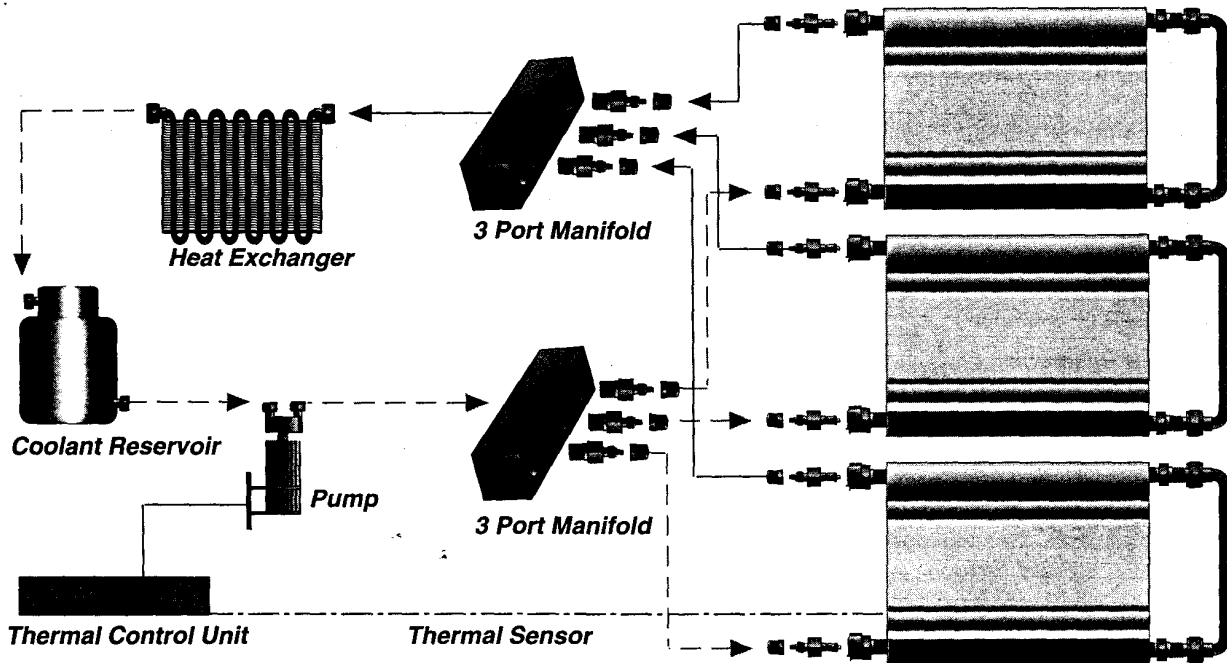 3 Port Manifold
Heat Exchanger
Coolant Reservoir
Pump
3 Port Manifold
Thermal Control Unit
Thermal Sensor